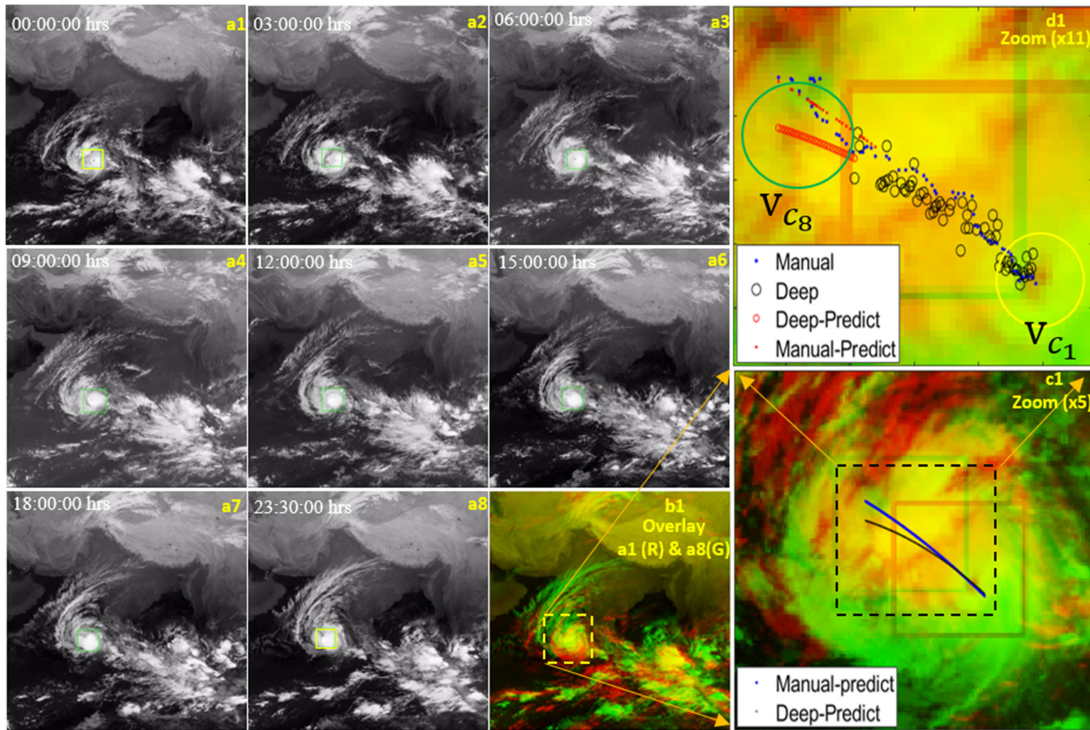 00:00:00 hrs
a1
03:00:00 hrs
a2
06:00:00 hrs
a3
09:00:00 hrs
a4
12:00:00 hrs
a5
15:00:00 hrs
a6
18:00:00 hrs
a7
23:30:00 hrs
a8
b1
Overlay
a1 (R) & a8(G)
d1
Zoom (x11)
Vc8
Vc1
Manual
Deep
Deep-Predict
Manual-Predict
c1
Zoom (x5)
Manual-predict
Deep-Predict